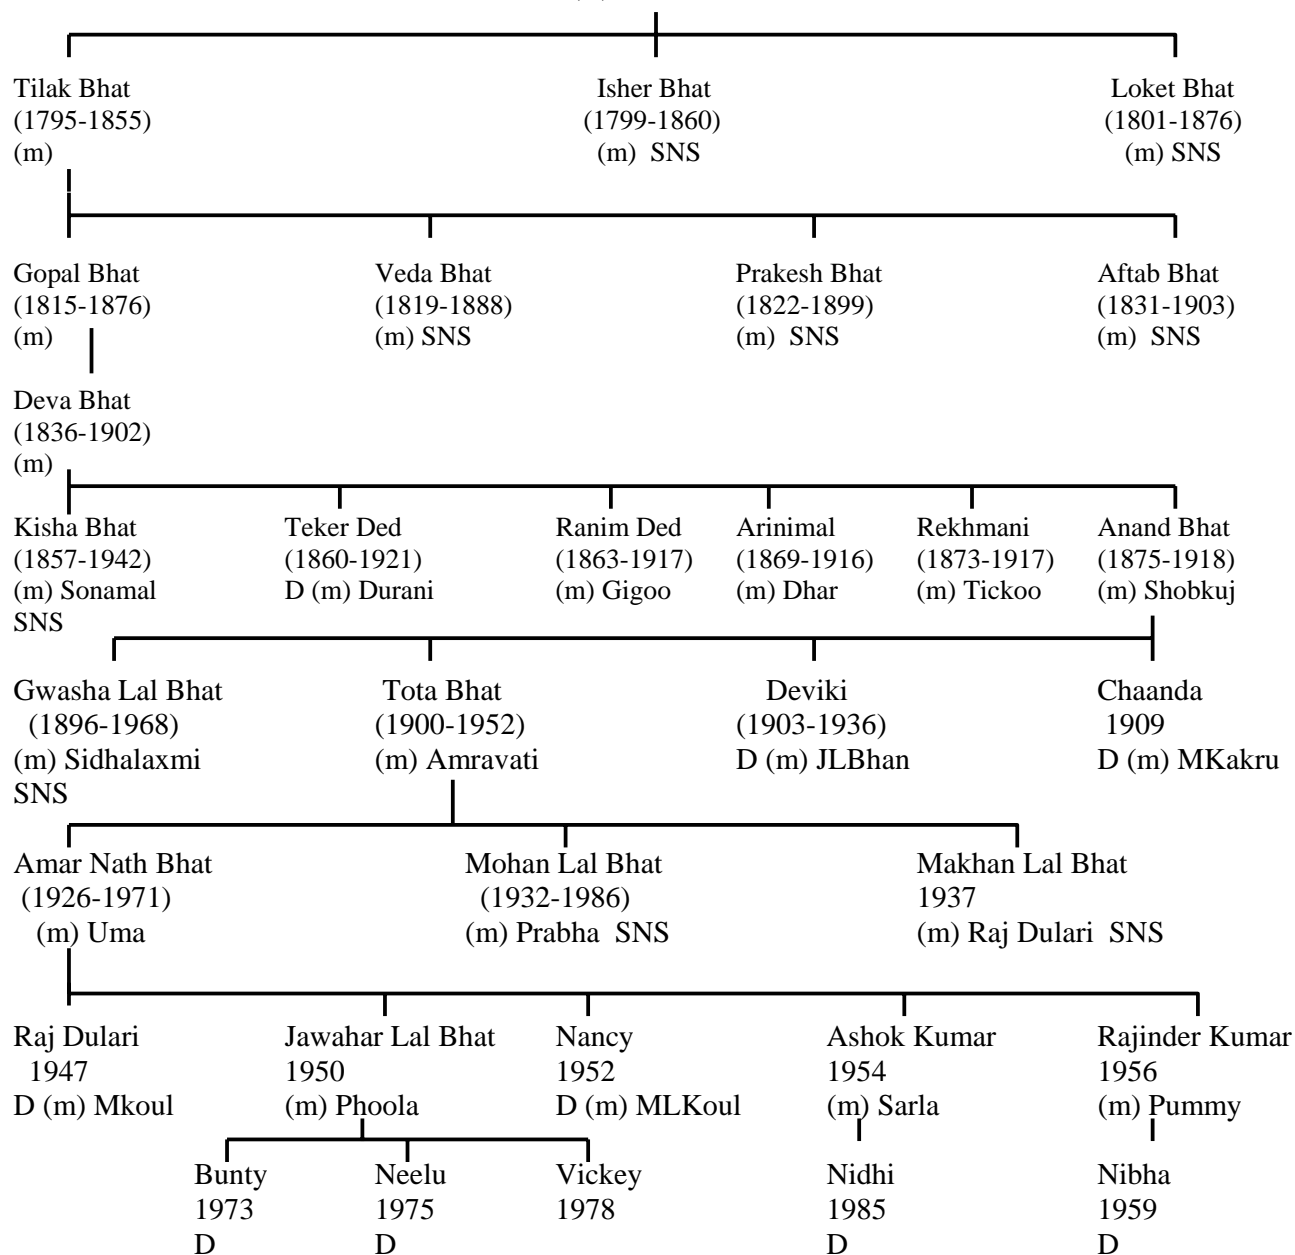 Tilak Bhat Isher Bhat Loket Bhat
(1795-1855) (1799-1860) (1801-1876)
(m) (m) SNS (m) SNS
Gopal Bhat Veda Bhat Prakesh Bhat Aftab Bhat
(1815-1876) (1819-1888) (1822-1899) (1831-1903)
(m) (m) SNS (m) SNS (m) SNS
Deva Bhat
(1836-1902)
(m)
Kisha Bhat Teker Ded Ranim Ded Arinimal Rekhmani Anand Bhat
(1857-1942) (1860-1921) (1863-1917) (1869-1916) (1873-1917) (1875-1918)
(m) Sonamal D (m) Durani (m) Gigoo (m) Dhar (m) Tickoo (m) Shobkuj
SNS
Gwasha Lal Bhat Tota Bhat Deviki Chaanda
(1896-1968) (1900-1952) (1903-1936) 1909
(m) Sidhalaxmi (m) Amravati D (m) JLBhan D (m) MKakru
SNS
Amar Nath Bhat Mohan Lal Bhat Makhan Lal Bhat
(1926-1971) (1932-1986) 1937
(m) Uma (m) Prabha SNS (m) Raj Dulari SNS
Raj Dulari Jawahar Lal Bhat Nancy Ashok Kumar Rajinder Kumar
1947 1950 1952 1954 1956
D (m) Mkoul (m) Phoola D (m) MLKoul (m) Sarla (m) Pummy
Bunty Neelu Vickey Nidhi Nibha
1973 1975 1978 1985 1959
D D D D